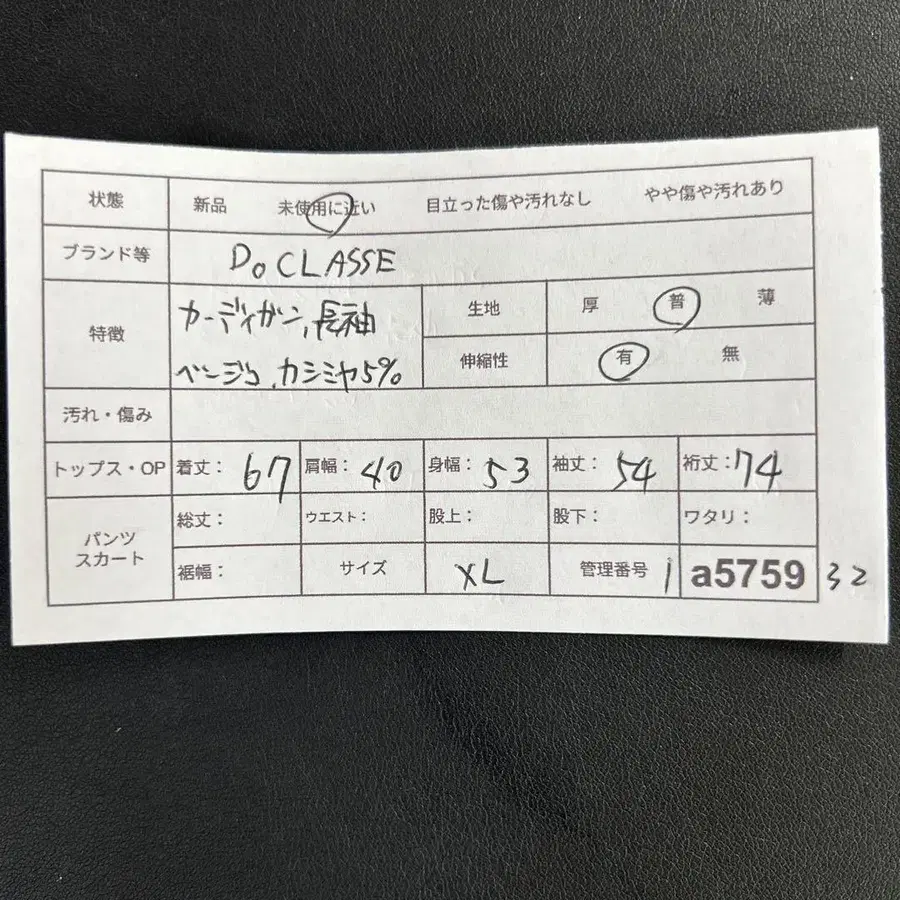 状態 新品 未使用に近い 目立った傷や汚れなし やや傷や汚れあり
ブランド等 DoCLASSE
特徴 カーディガン,長袖
ベージュ,カシミヤ5%
生地 厚 普 薄
伸縮性 有 無
汚れ・傷み
トップス・OP 着丈: 67 肩幅: 40 身幅: 53 袖丈: 54 裄丈: 74
パンツ スカート
総丈: ウエスト: 股上: 股下: ワタリ:
裾幅: サイズ XL 管理番号 1 a5759 32